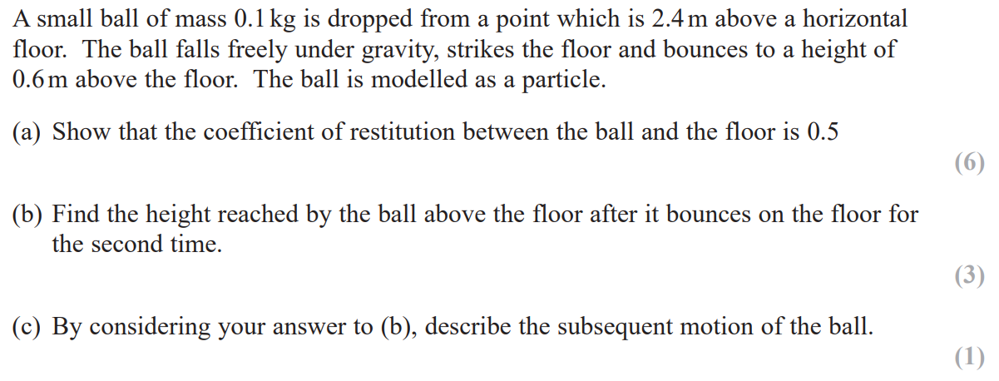 A small ball of mass 0.1 kg is dropped from a point which is 2.4 m above a horizontal
floor. The ball falls freely under gravity, strikes the floor and bounces to a height of
0.6 m above the floor. The ball is modelled as a particle.
(a) Show that the coefficient of restitution between the ball and the floor is 0.5
(6)
(b) Find the height reached by the ball above the floor after it bounces on the floor for
the second time.
(3)
(c) By considering your answer to (b), describe the subsequent motion of the ball.
(1)